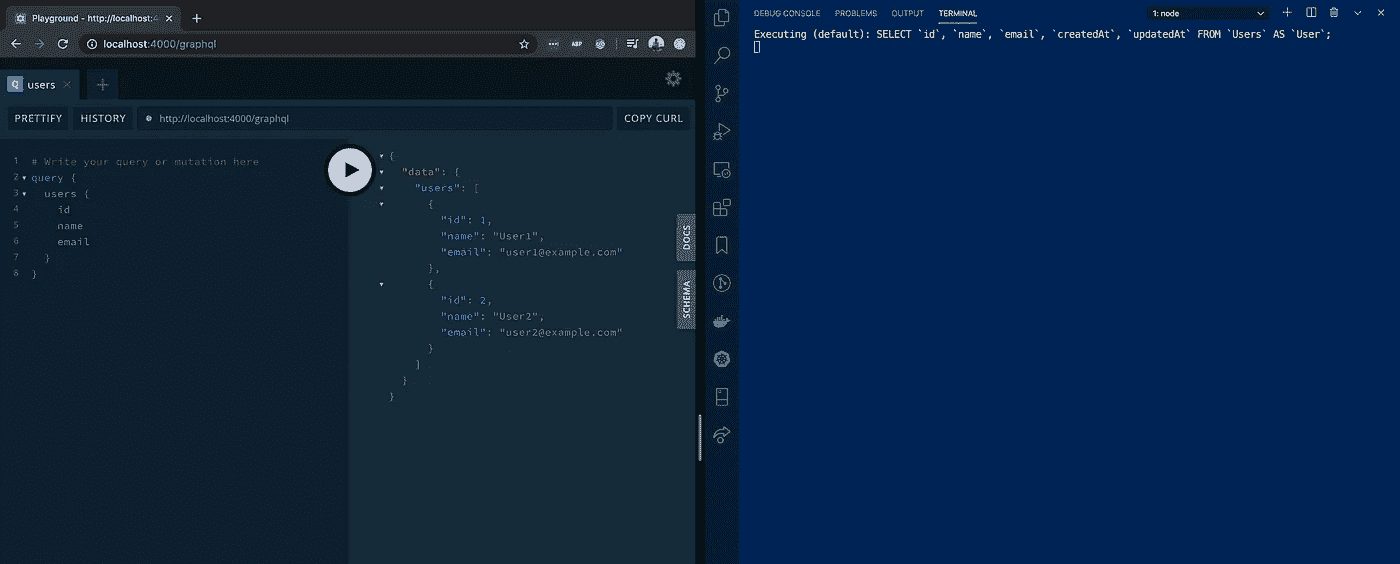 Playground - http://localhost:4
localhost:4000/graphql
ABP
Q users
PRETTIFY
HISTORY
http://localhost:4000/graphql
COPY CURL
1 # Write your query or mutation here
2 query {
3 users {
4 id
5 name
6 email
7 }
8 }
{
"data": {
"users": [
{
"id": 1,
"name": "User1",
"email": "user1@example.com"
},
{
"id": 2,
"name": "User2",
"email": "user2@example.com"
}
]
}
}
DOCS
SCHEMA
DEBUG CONSOLE PROBLEMS OUTPUT TERMINAL
1: node
Executing (default): SELECT `id`, `name`, `email`, `createdAt`, `updatedAt` FROM `Users` AS `User`;